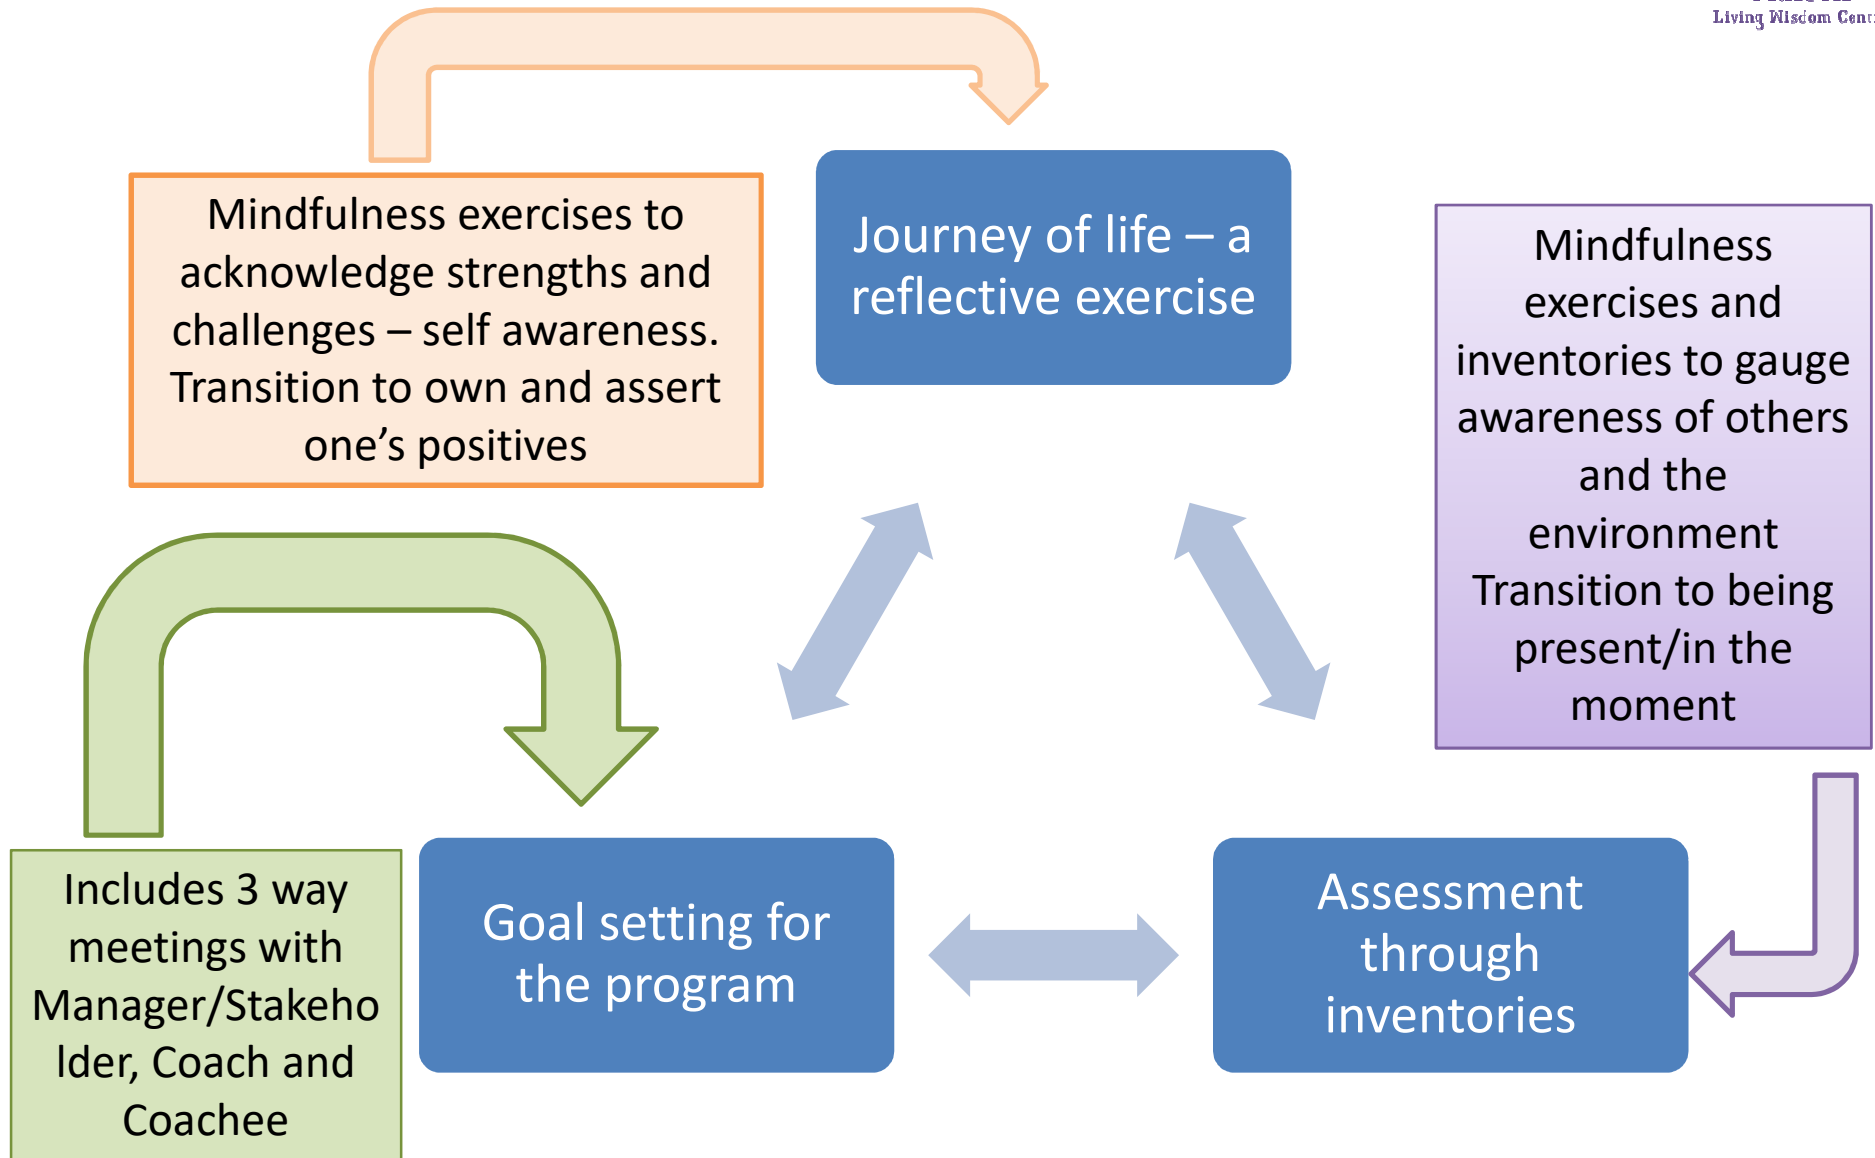 Living Wisdom
Mindfulness exercises to
acknowledge strengths and
challenges – self awareness.
Transition to own and assert
one’s positives
Journey of life – a
reflective exercise
Mindfulness
exercises and
inventories to gauge
awareness of others
and the
environment
Transition to being
present/in the
moment
Includes 3 way
meetings with
Manager/Stakeho
lder, Coach and
Coachee
Goal setting for
the program
Assessment
through
inventories